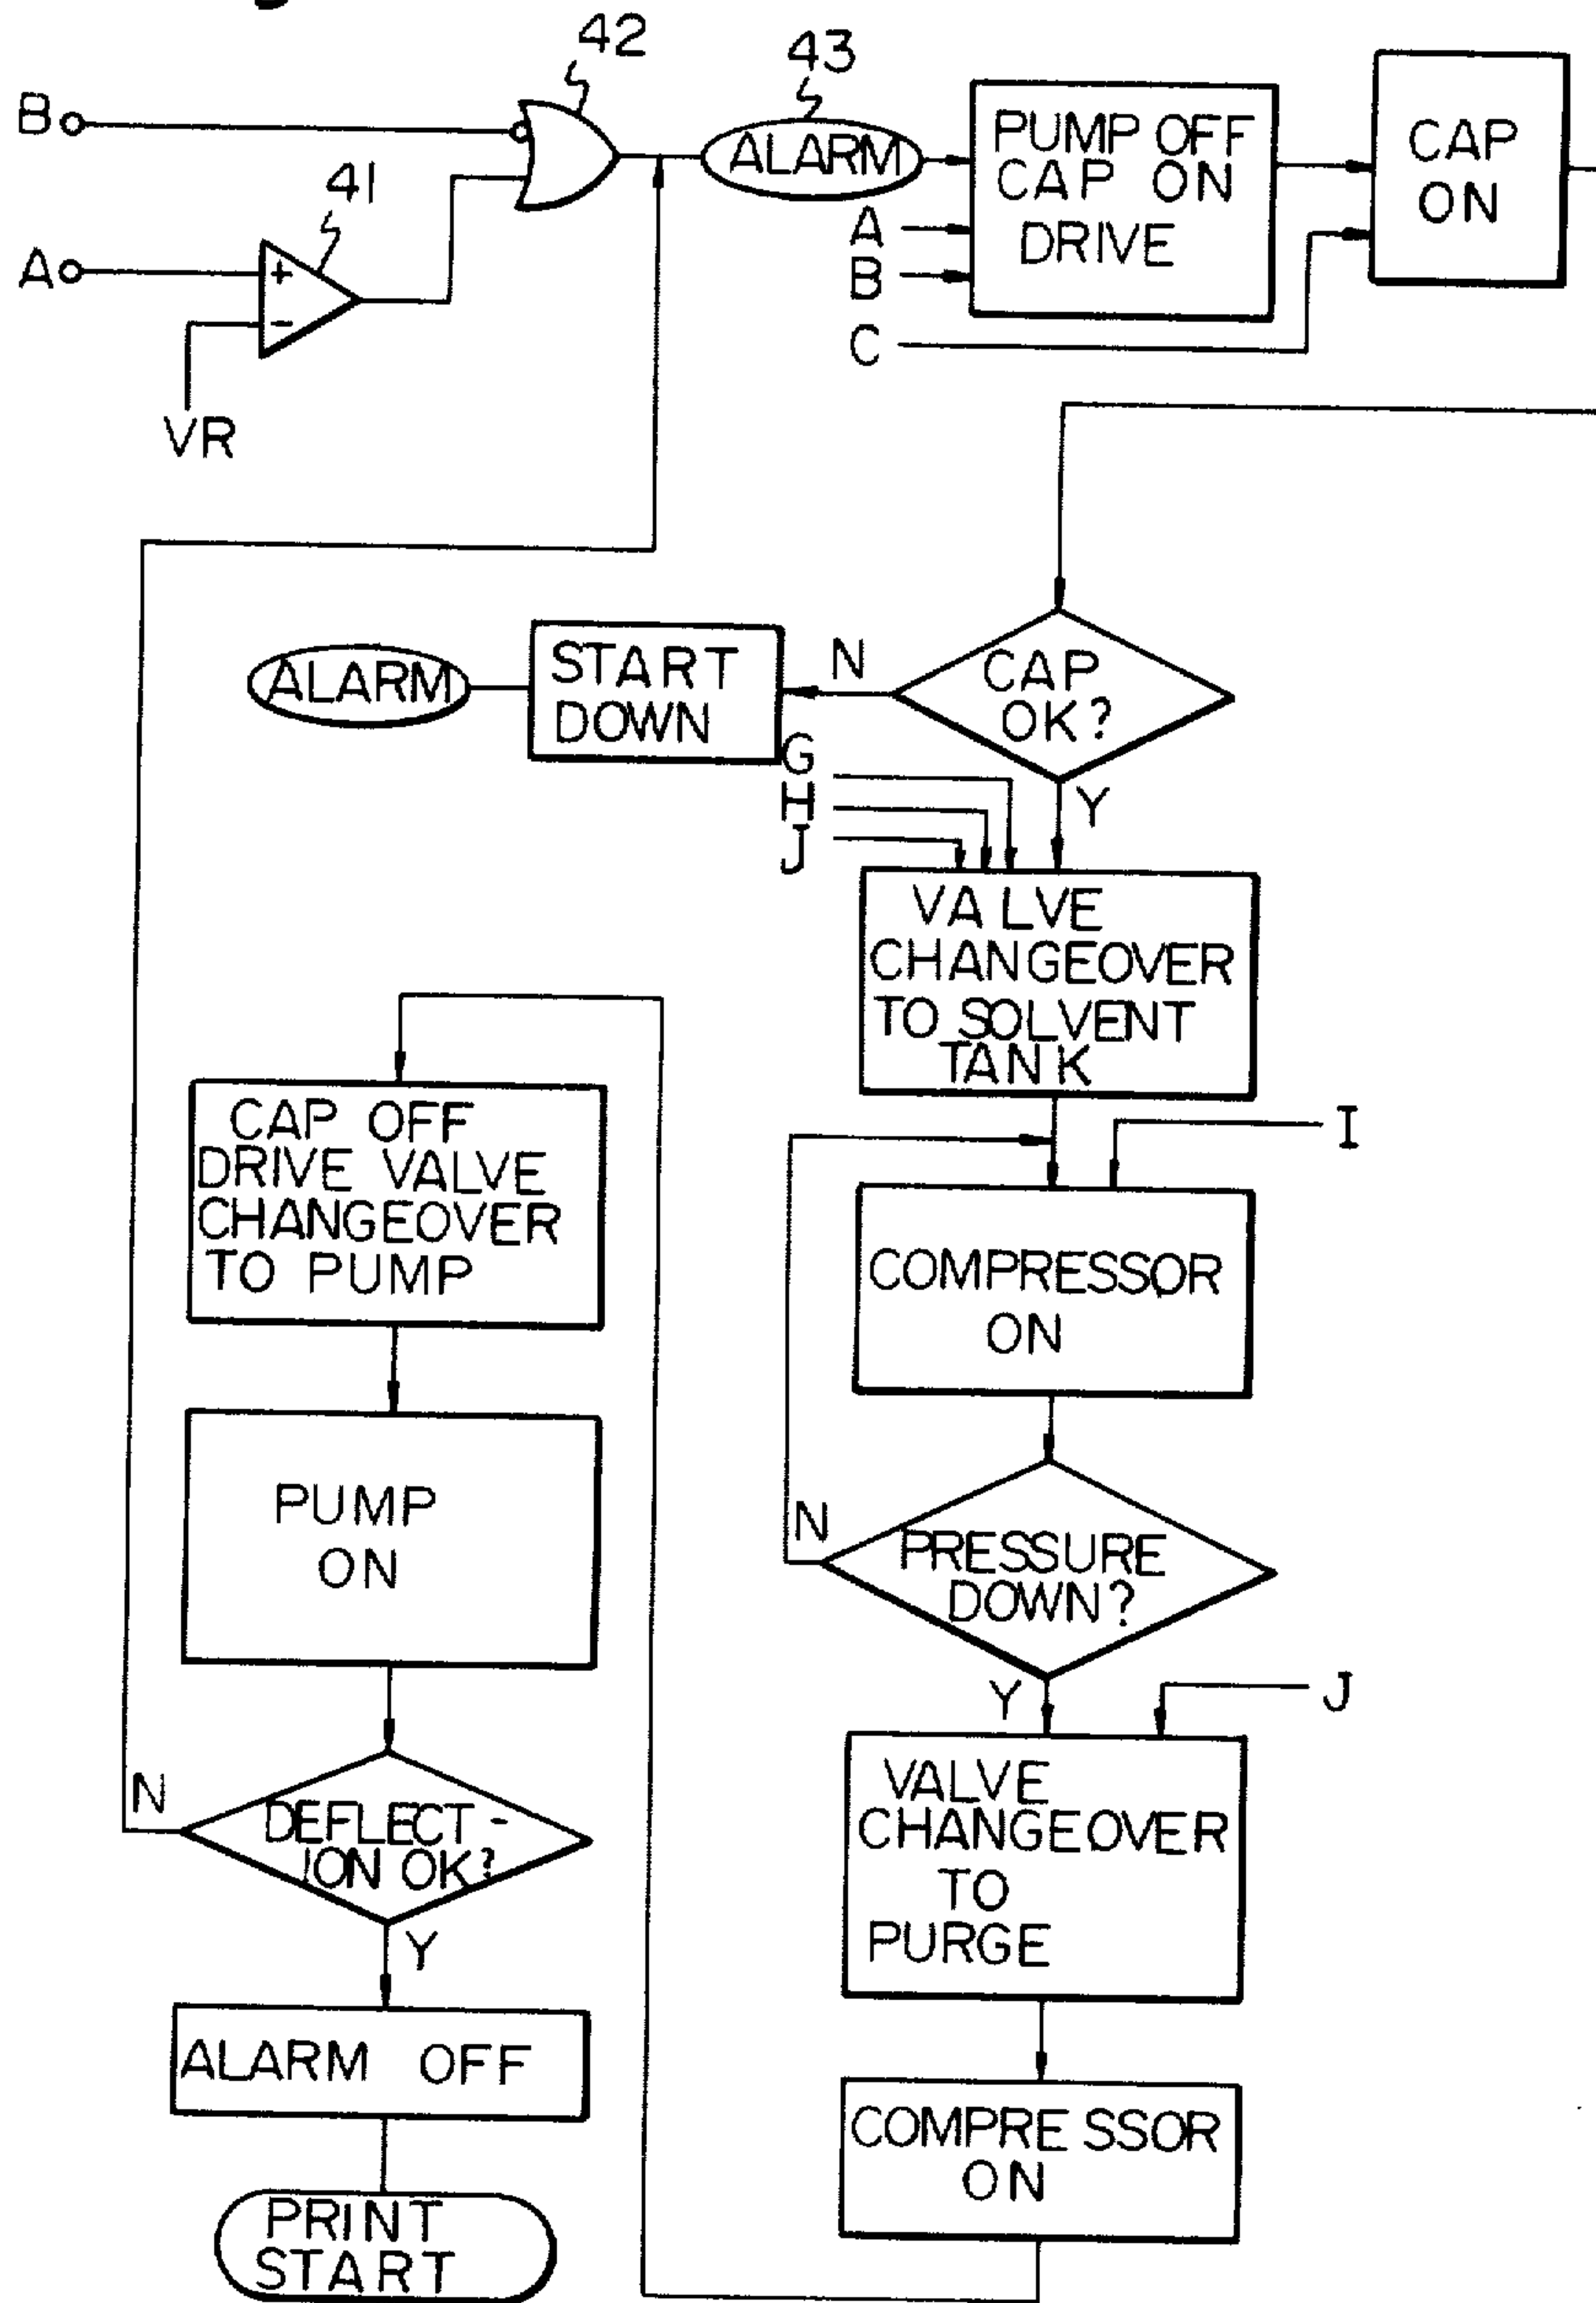 42
43
B
ALARM
PUMP OFF
CAP ON
DRIVE
CAP
ON
41
A
A
B
C
VR
ALARM
START
DOWN
N
CAP
OK?
Y
G
H
J
VALVE
CHANGEOVER
TO SOLVENT
TANK
I
COMPRESSOR
ON
N
PRESSURE
DOWN?
Y
J
VALVE
CHANGEOVER
TO
PURGE
COMPRESSOR
ON
CAP OFF
DRIVE VALVE
CHANGEOVER
TO PUMP
PUMP
ON
N
DEFLECT-
ION OK?
Y
ALARM OFF
PRINT
START